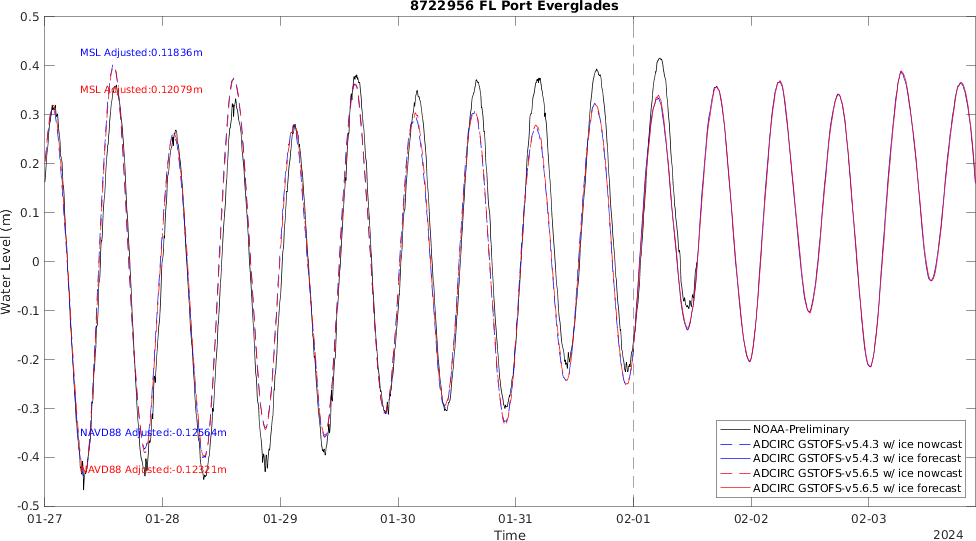 8722956 FL Port Everglades
0.5
0.4
0.3
0.2
0.1
0
-0.1
-0.2
-0.3
-0.4
-0.5
Water Level (m)
MSL Adjusted:0.11836m
MSL Adjusted:0.12079m
NAVD88 Adjusted:-0.12564m
NAVD88 Adjusted:-0.12321m
NOAA-Preliminary
ADCIRC GSTOFS-v5.4.3 w/ ice nowcast
ADCIRC GSTOFS-v5.4.3 w/ ice forecast
ADCIRC GSTOFS-v5.6.5 w/ ice nowcast
ADCIRC GSTOFS-v5.6.5 w/ ice forecast
01-27 01-28 01-29 01-30 01-31 02-01 02-02 02-03
Time
2024